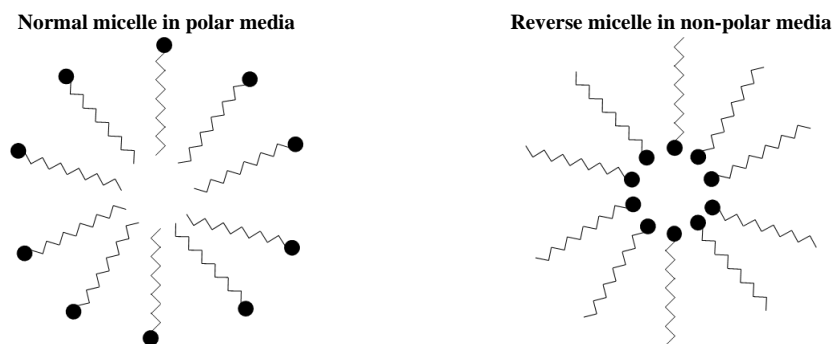 Normal micelle in polar media
Reverse micelle in non-polar media